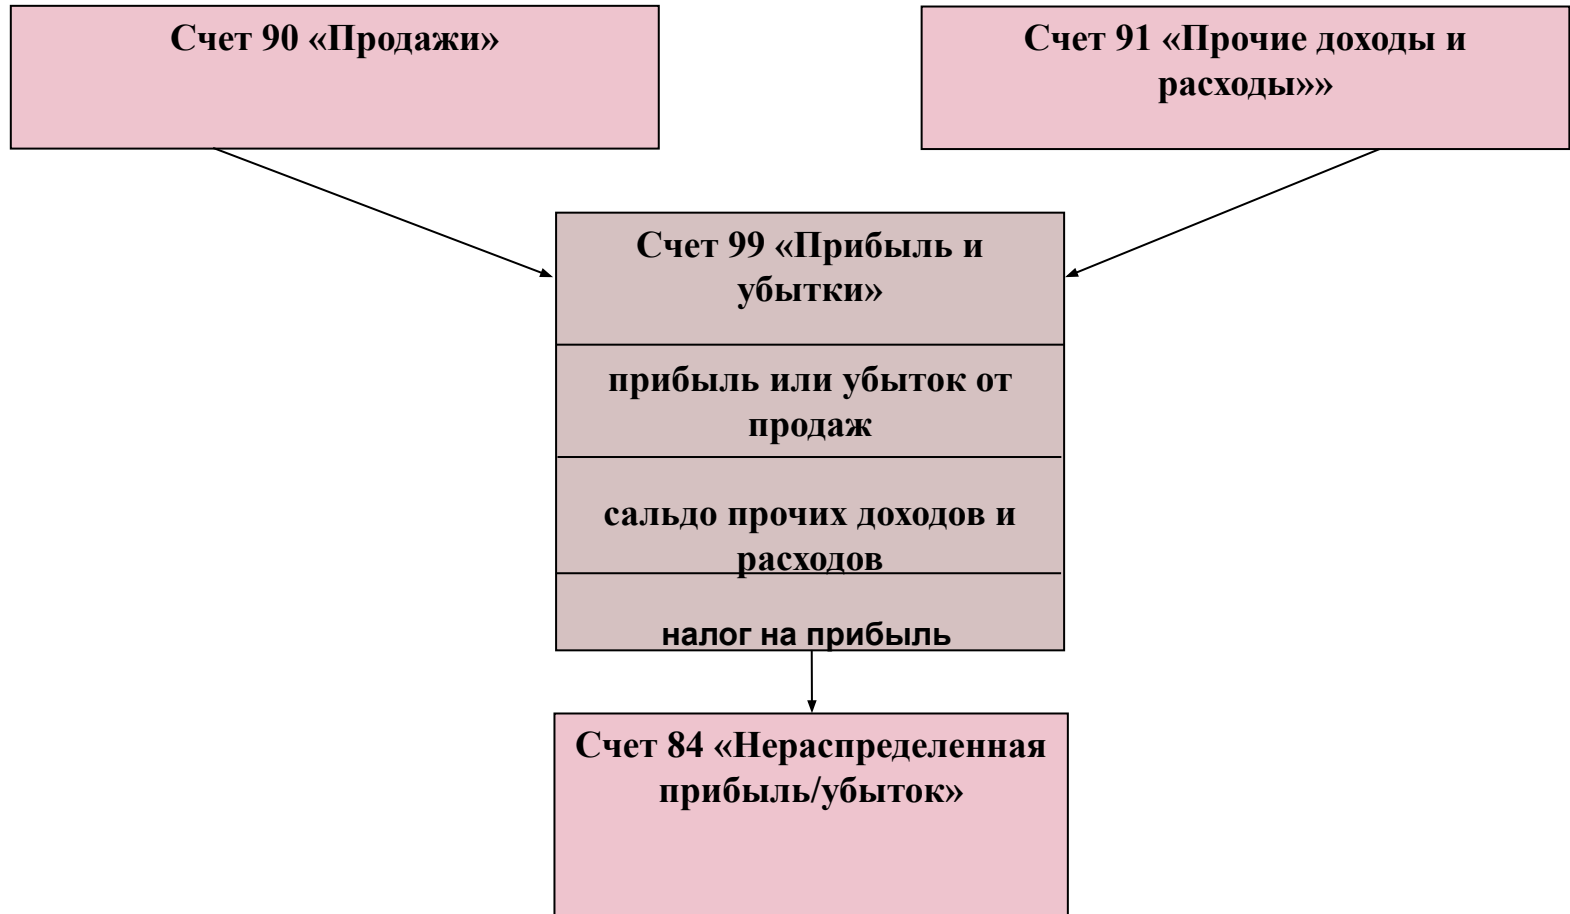 Счет 90 «Продажи»
Счет 91 «Прочие доходы и
расходы»»
Счет 99 «Прибыль и
убытки»
прибыль или убыток от
продаж
сальдо прочих доходов и
расходов
налог на прибыль
Счет 84 «Нераспределенная
прибыль/убыток»